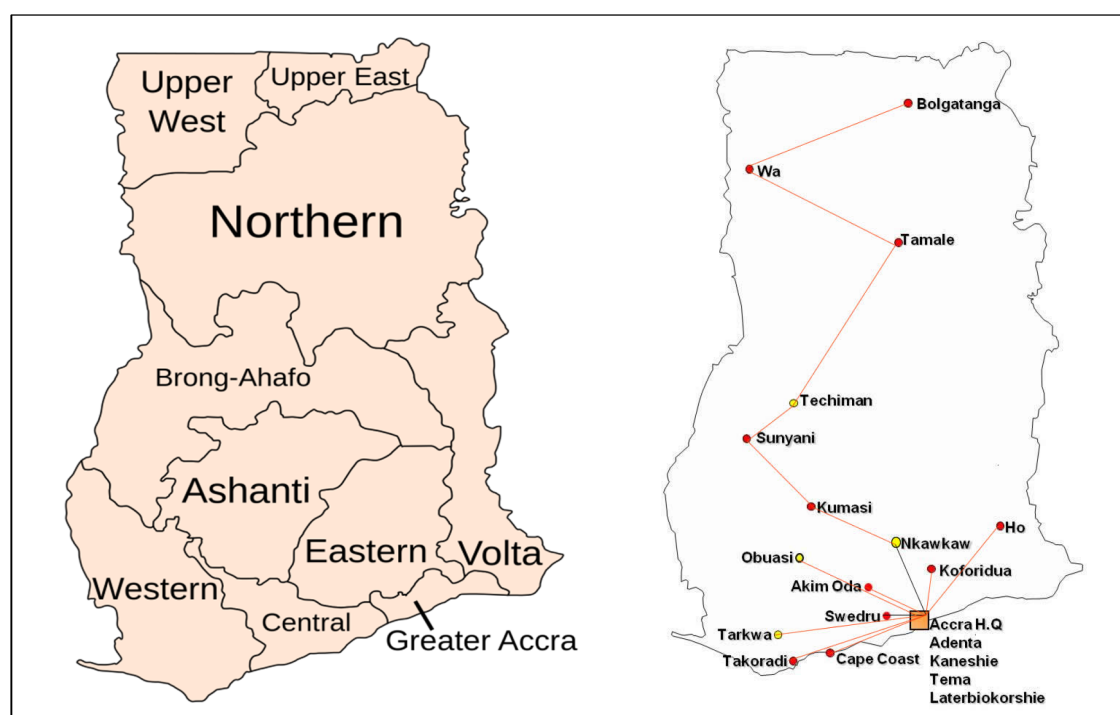 Upper
West
Upper East
Northern
Brong-Ahafo
Ashanti
Eastern
Volta
Western
Central
Greater Accra
Bolgatanga
Wa
Tamale
Techiman
Sunyani
Kumasi
Ho
Nkawkaw
Obuasi
Koforidua
Akim Oda
Swedru
Accra H.Q
Adenta
Kaneshie
Tema
Laterbiokorshie
Tarkwa
Cape Coast
Takoradi